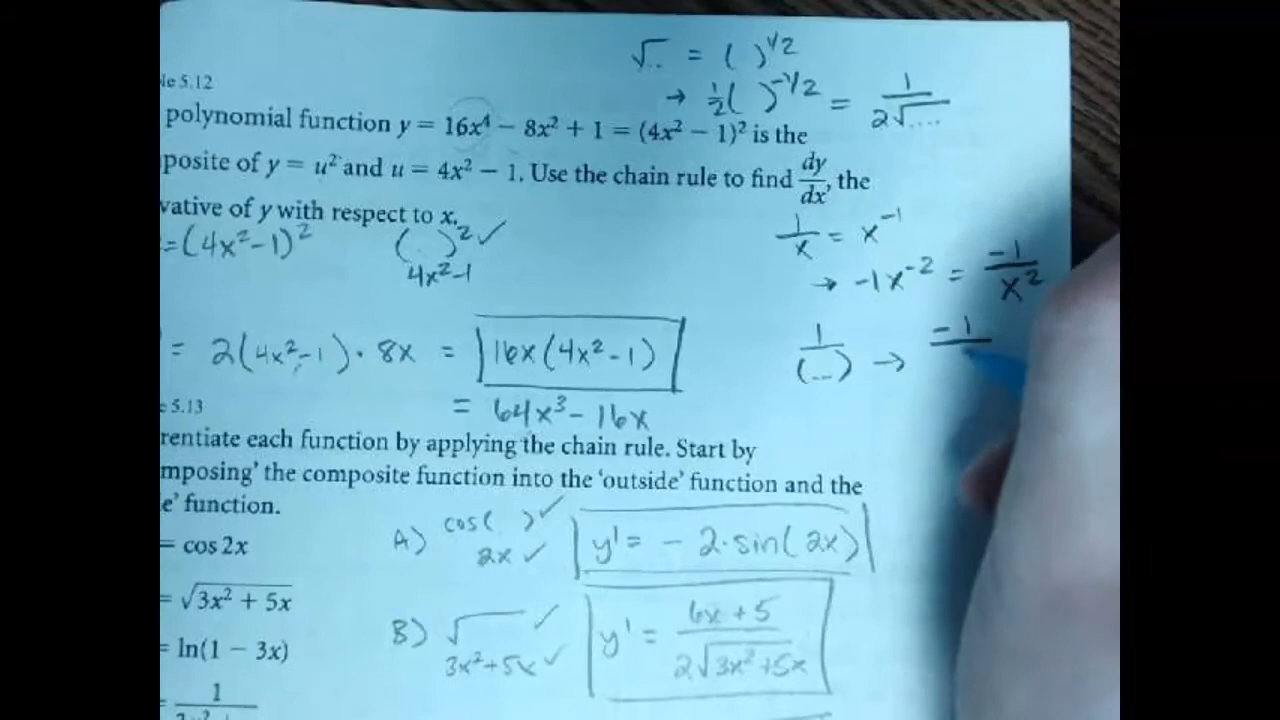 √.. = ( )^1/2
→ 1/2( )^-1/2 = 1/2√....
le 5.12
polynomial function y = 16x⁴ − 8x² + 1 = (4x² − 1)² is the
posite of y = u² and u = 4x² − 1. Use the chain rule to find dy/dx, the
vative of y with respect to x.
= (4x²−1)² ( )² ✓
4x²−1
1/x = x⁻¹
→ −1x⁻² = −1/x²
= 2(4x²−1) · 8x = 16x(4x²−1)
= 64x³ − 16x
1/(...) → −1
5.13
rentiate each function by applying the chain rule. Start by
mposing’ the composite function into the ‘outside’ function and the
e’ function.
= cos 2x
= √3x² + 5x
= ln(1 − 3x)
= 1
A) cos( ) ✓
2x ✓
y' = − 2·sin(2x)
B) √ ✓
3x²+5x ✓
y' = 6x+5/2√3x²+5x